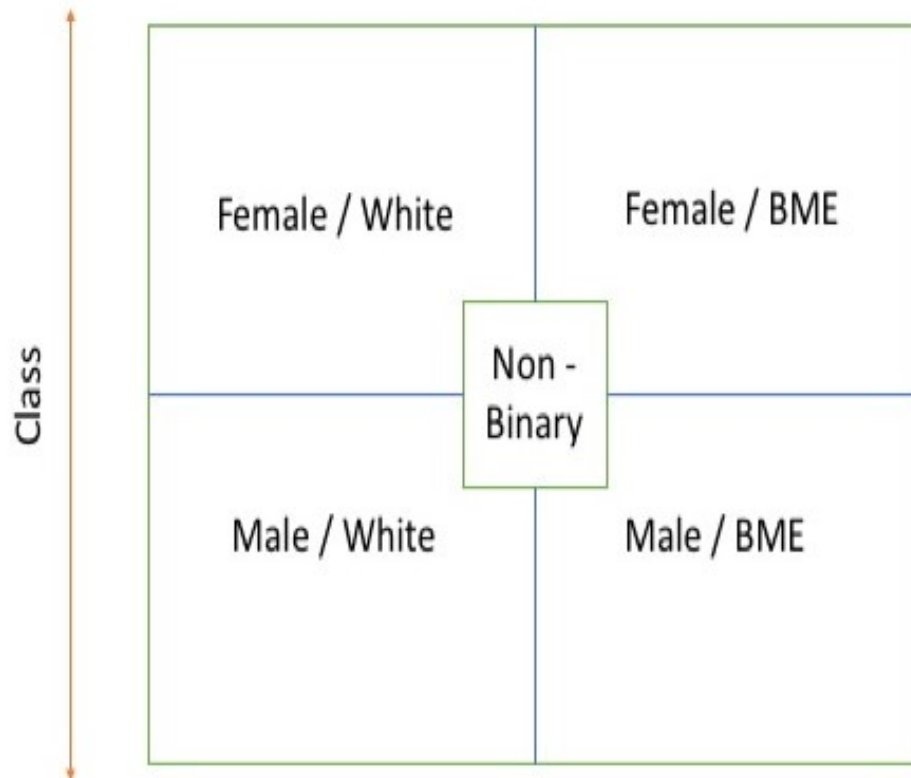 Class
Female / White
Female / BME
Non -
Binary
Male / White
Male / BME